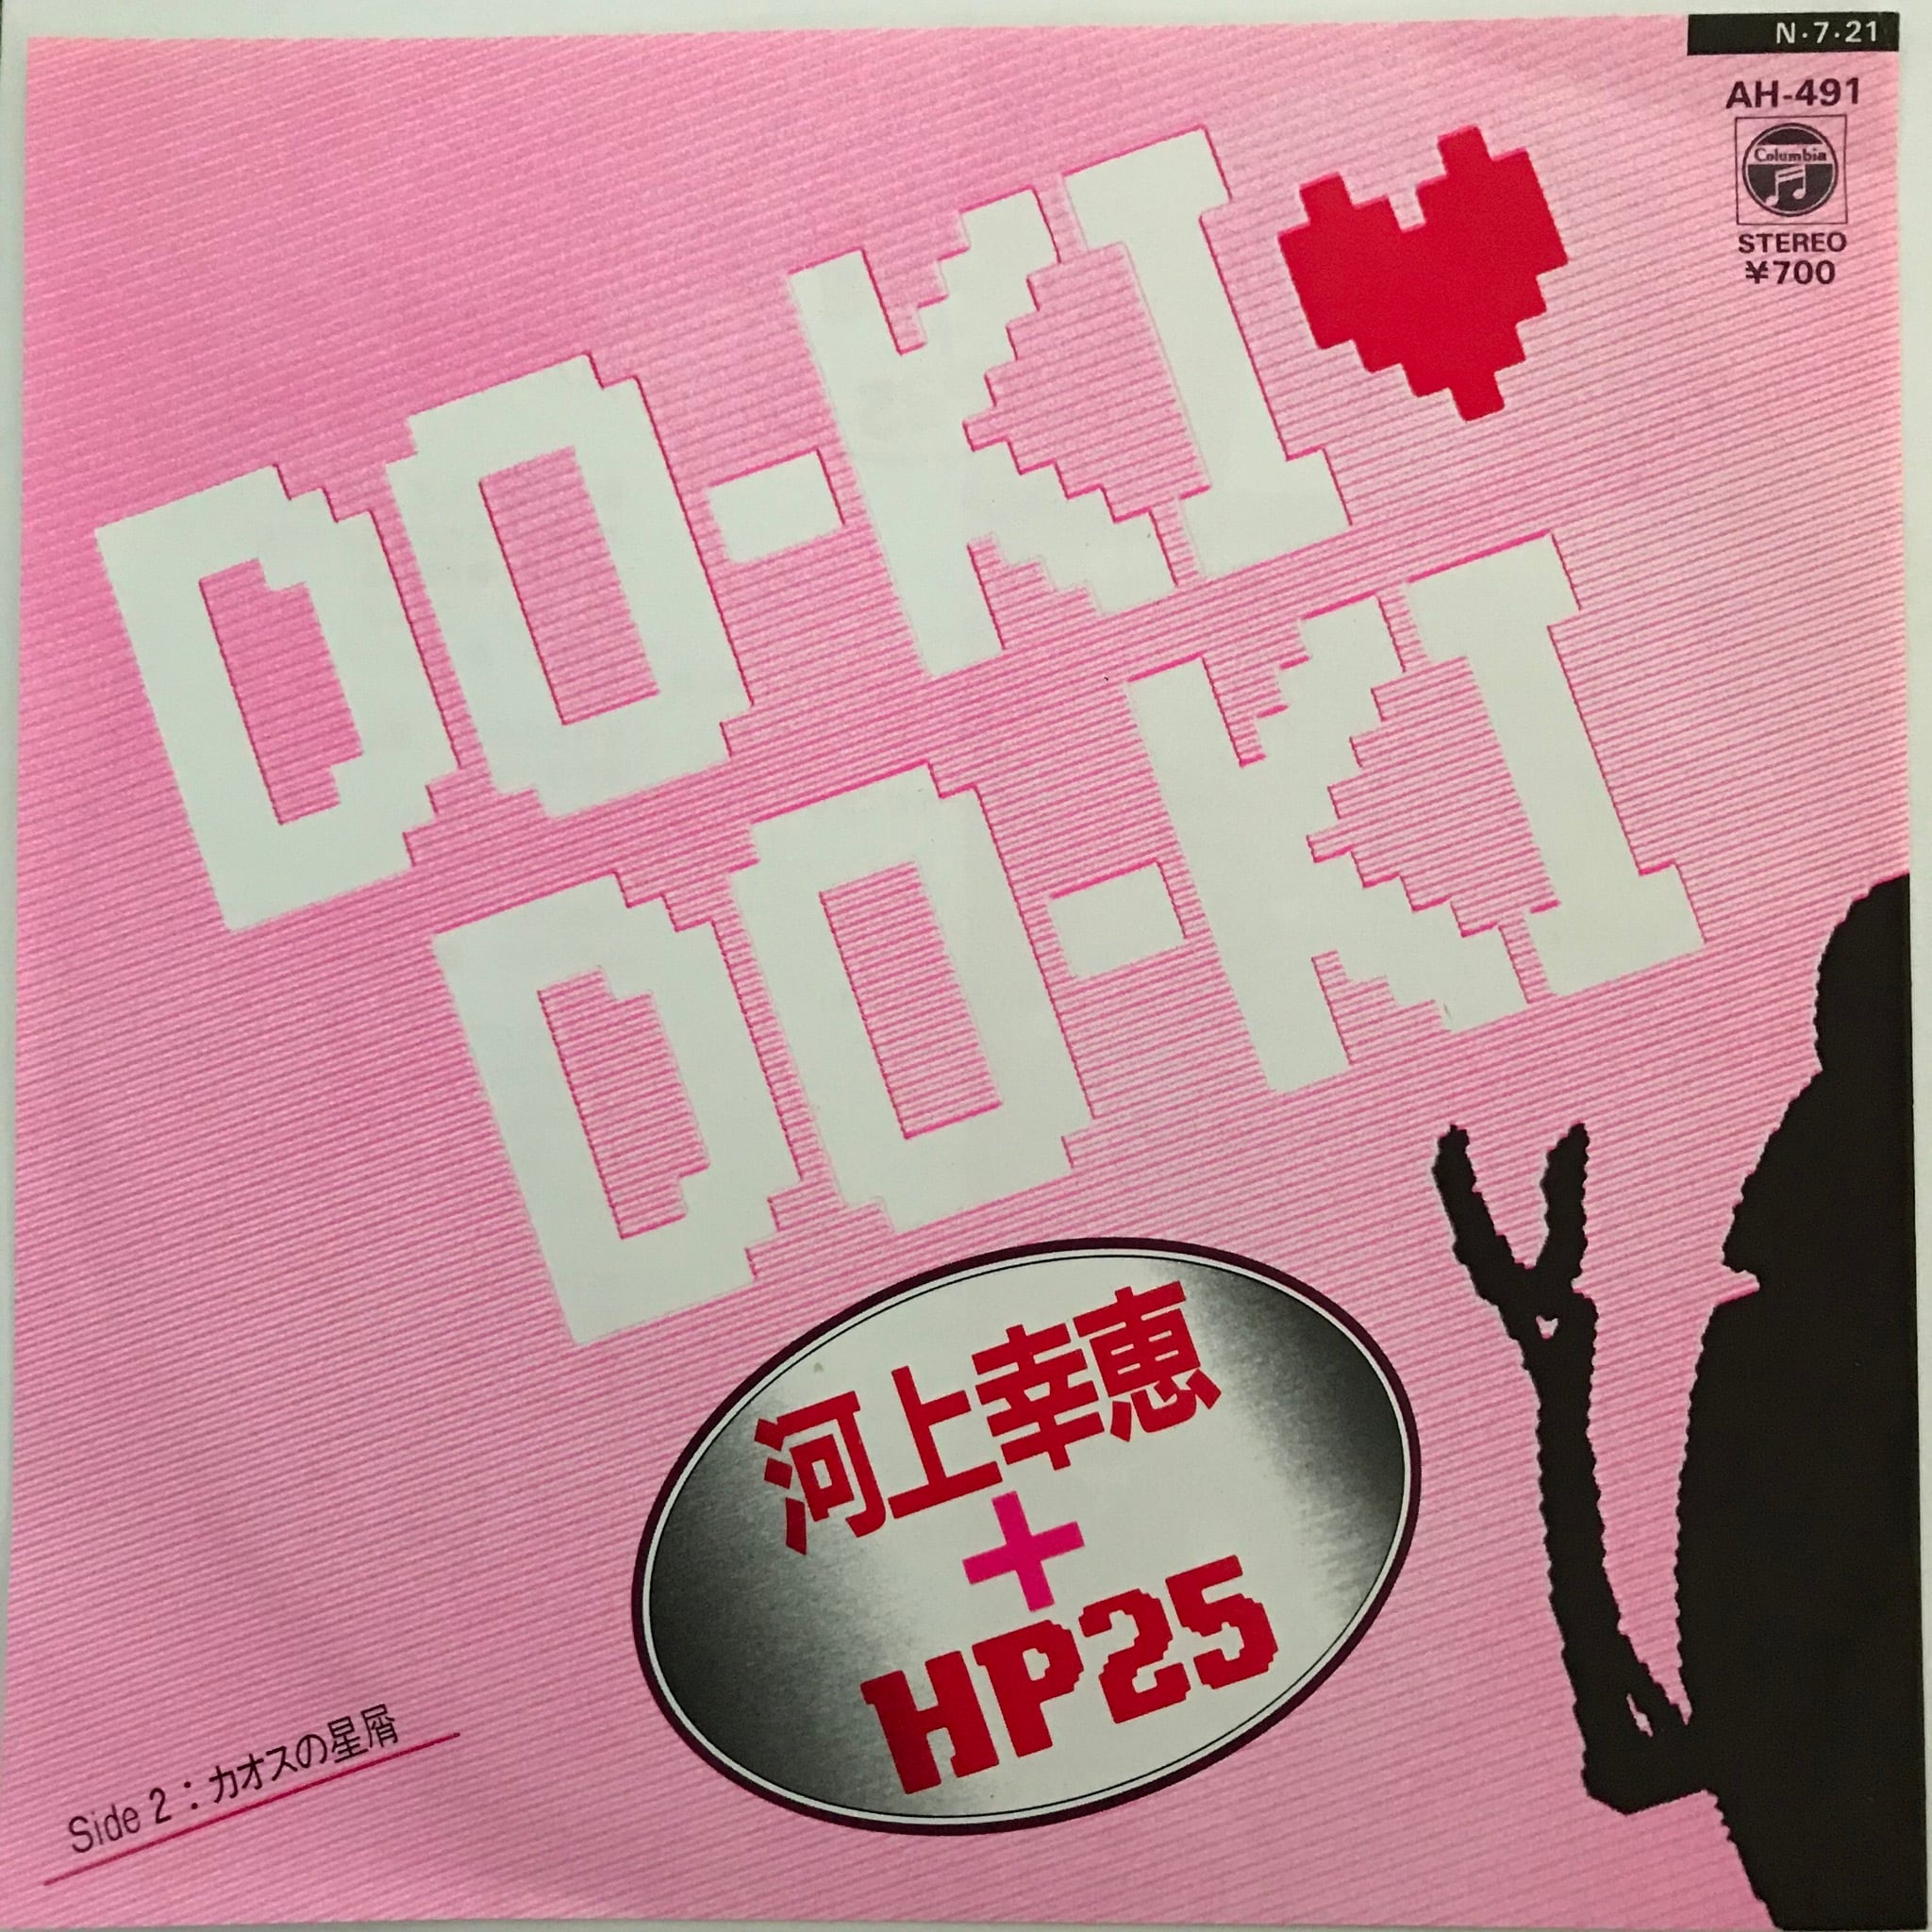 N・7・21
AH-491
Columbia
STEREO
¥700
DO-KI♥
DO-KI
河上幸恵
+
HP25
Side 2：カオスの星屑